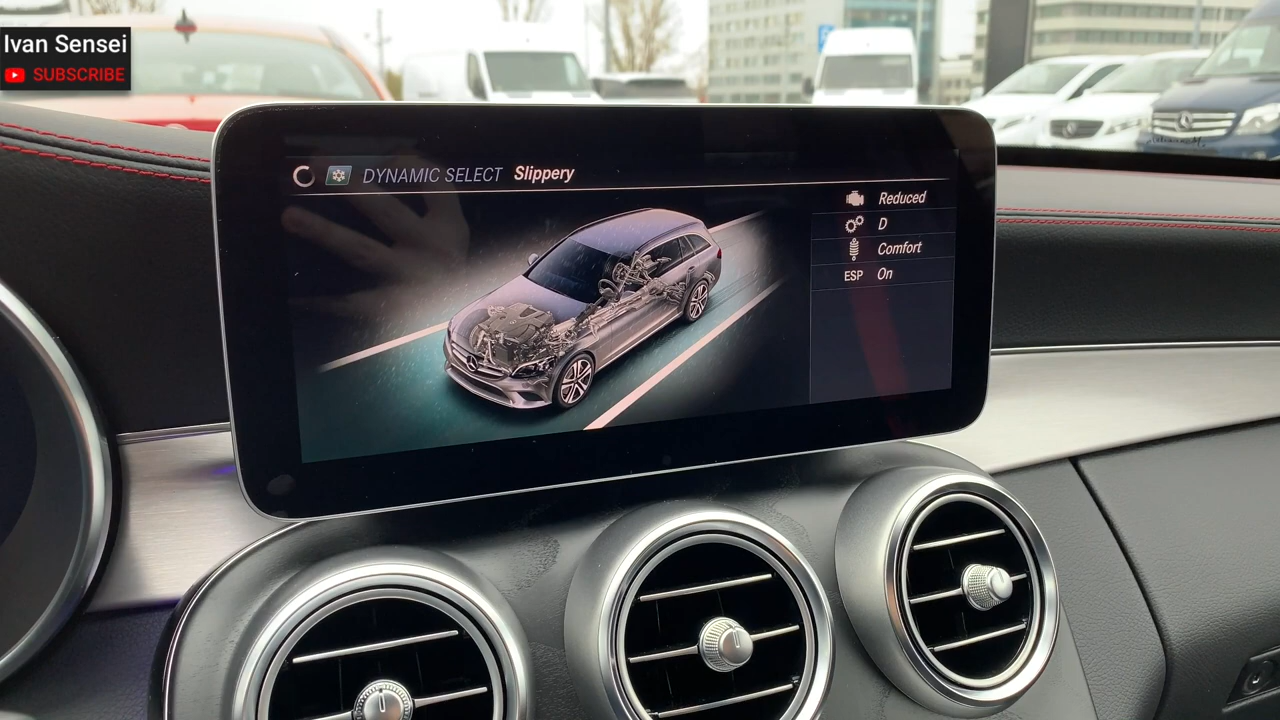 Ivan Sensei
SUBSCRIBE
DYNAMIC SELECT Slippery
Reduced
D
Comfort
ESP On